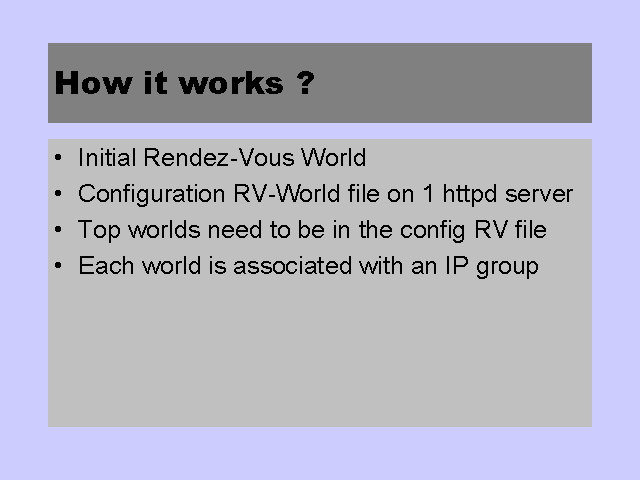 How it works ?
• Initial Rendez-Vous World
• Configuration RV-World file on 1 httpd server
• Top worlds need to be in the config RV file
• Each world is associated with an IP group